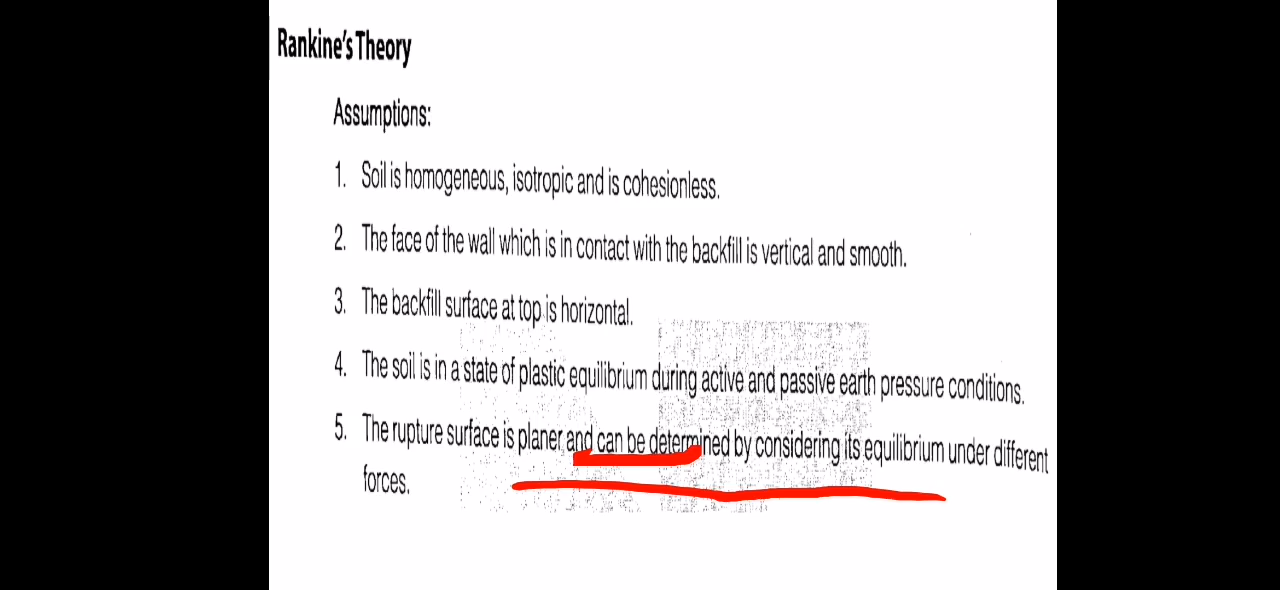 Rankine's Theory
Assumptions:
1. Soil is homogeneous, isotropic and is cohesionless.
2. The face of the wall which is in contact with the backfill is vertical and smooth.
3. The backfill surface at top is horizontal.
4. The soil is in a state of plastic equilibrium during active and passive earth pressure conditions.
5. The rupture surface is planer and can be determined by considering its equilibrium under different
forces.